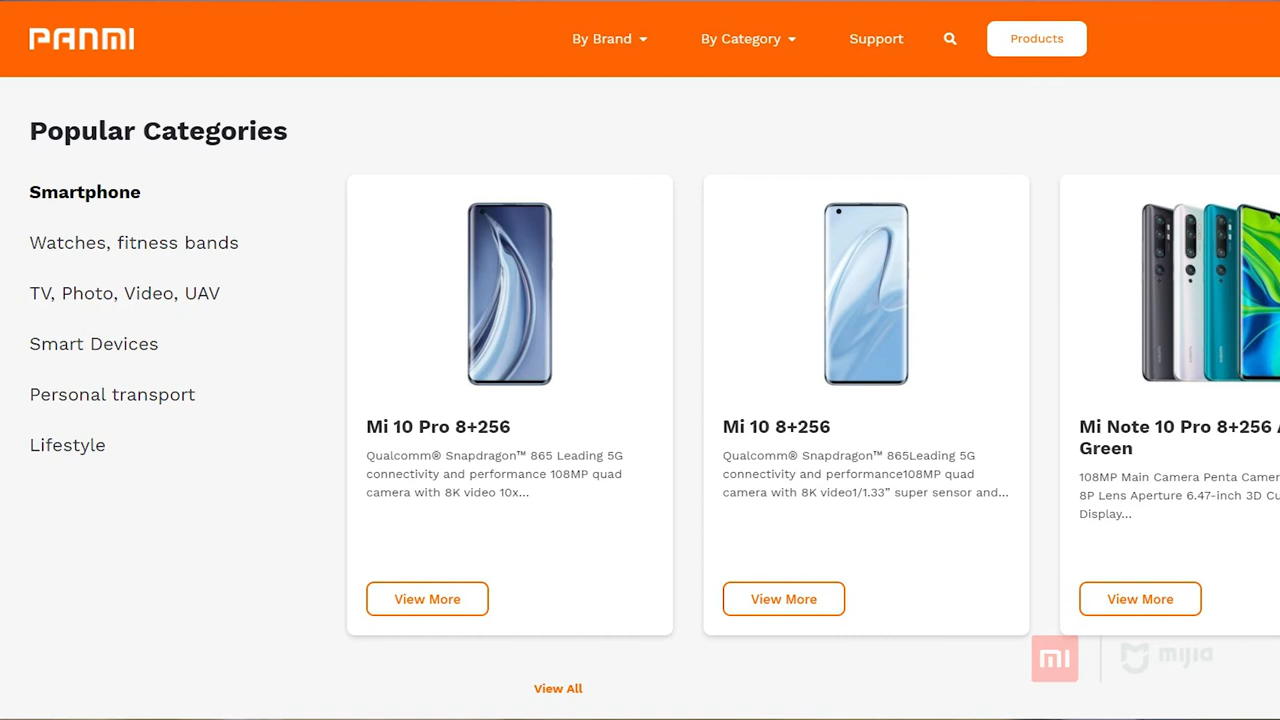 PANMI
By Brand
By Category
Support
Products
Popular Categories
Smartphone
Watches, fitness bands
TV, Photo, Video, UAV
Smart Devices
Personal transport
Lifestyle
Mi 10 Pro 8+256
Qualcomm® Snapdragon™ 865 Leading 5G
connectivity and performance 108MP quad
camera with 8K video 10x...
View More
Mi 10 8+256
Qualcomm® Snapdragon™ 865Leading 5G
connectivity and performance108MP quad
camera with 8K video1/1.33” super sensor and...
View More
Mi Note 10 Pro 8+256
Green
108MP Main Camera Penta
8P Lens Aperture 6.47-inch 3D
Display...
View More
View All
mi
mijia